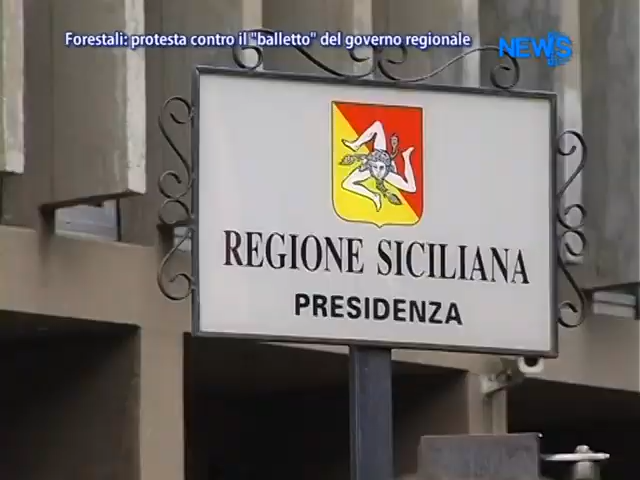 Forestali: protesta contro il "balletto" del governo regionale
NEWS
REGIONE SICILIANA
PRESIDENZA